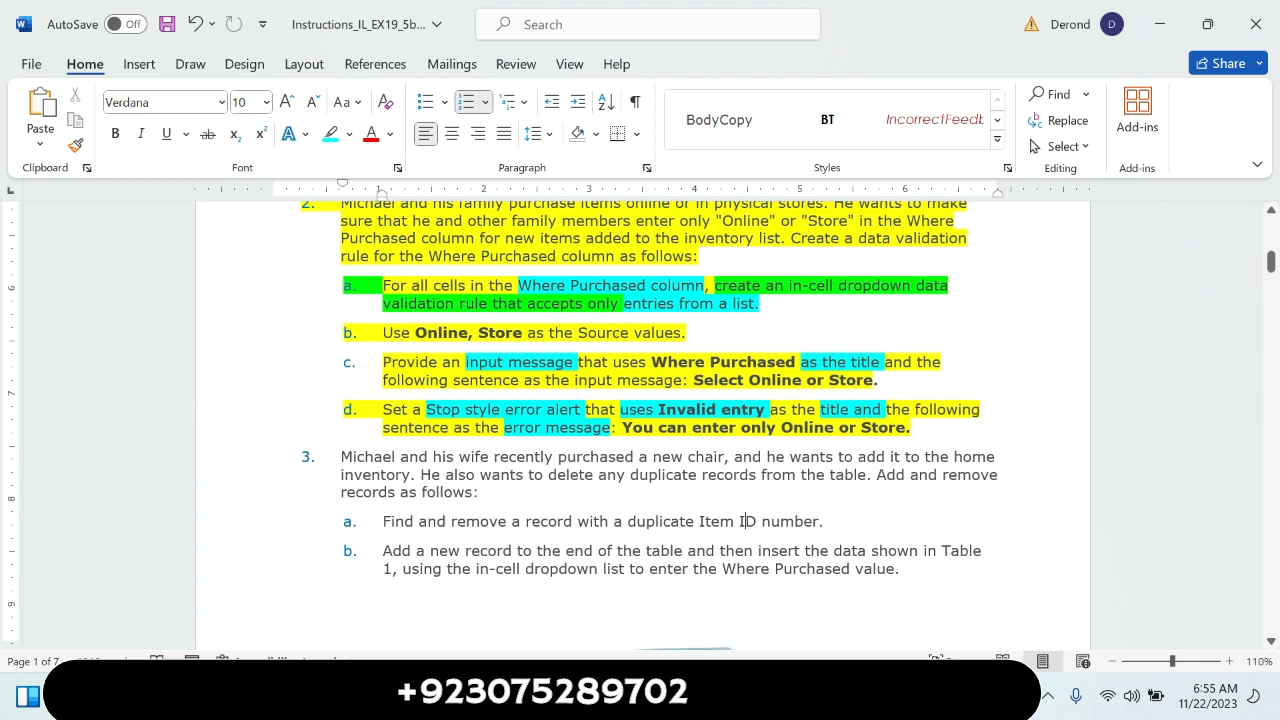 AutoSave Off Instructions_IL_EX19_5b... Search Derond D
File Home Insert Draw Design Layout References Mailings Review View Help Share
Paste Verdana 10 Aa BodyCopy BT IncorrectFeedb Find Replace Select Add-ins
Clipboard Font Paragraph Styles Editing Add-ins
1 2 3 4 5 6
2. Michael and his family purchase items online or in physical stores. He wants to make
sure that he and other family members enter only "Online" or "Store" in the Where
Purchased column for new items added to the inventory list. Create a data validation
rule for the Where Purchased column as follows:
a. For all cells in the Where Purchased column, create an in-cell dropdown data
validation rule that accepts only entries from a list.
b. Use Online, Store as the Source values.
c. Provide an input message that uses Where Purchased as the title and the
following sentence as the input message: Select Online or Store.
d. Set a Stop style error alert that uses Invalid entry as the title and the following
sentence as the error message: You can enter only Online or Store.
3. Michael and his wife recently purchased a new chair, and he wants to add it to the home
inventory. He also wants to delete any duplicate records from the table. Add and remove
records as follows:
a. Find and remove a record with a duplicate Item ID number.
b. Add a new record to the end of the table and then insert the data shown in Table
1, using the in-cell dropdown list to enter the Where Purchased value.
Page 1 of 7 110%
+923075289702
6:55 AM
11/22/2023